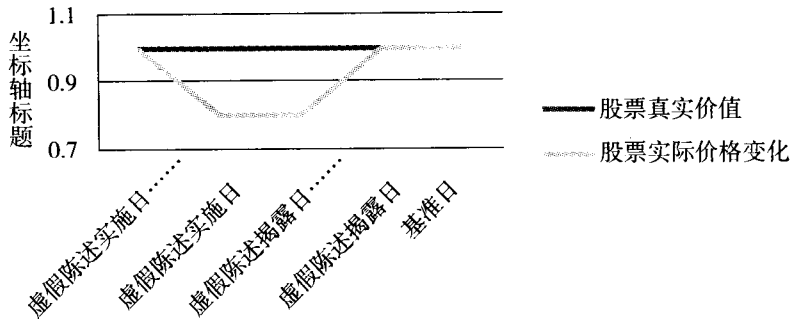 坐标轴标题
1.1
0.9
0.7
虚假陈述实施日……
虚假陈述实施日
虚假陈述揭露日……
虚假陈述揭露日
基准日
股票真实价值
股票实际价格变化